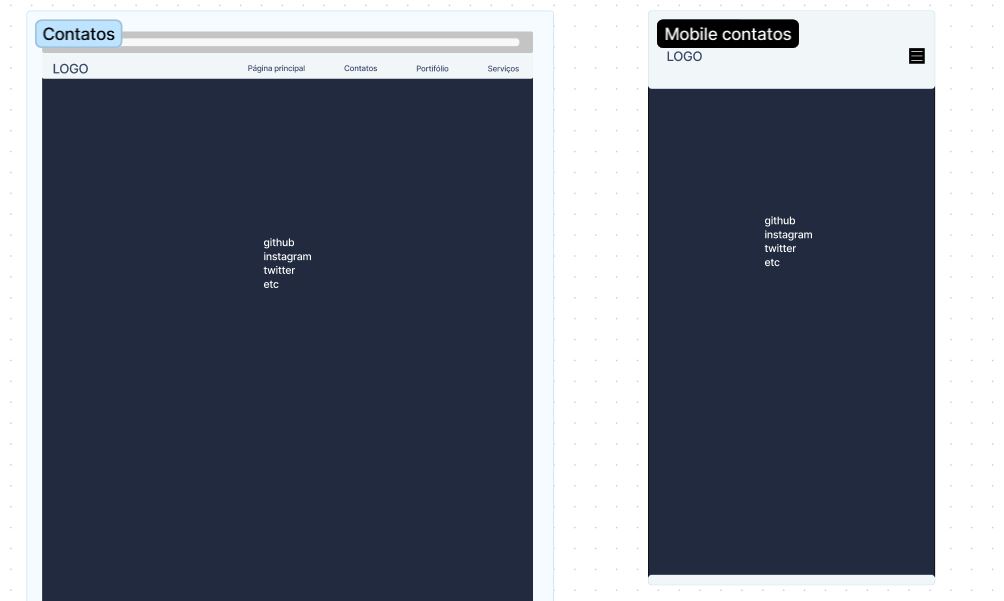 Contatos
LOGO
Página principal
Contatos
Portifólio
Serviços
github
instagram
twitter
etc
Mobile contatos
LOGO
github
instagram
twitter
etc